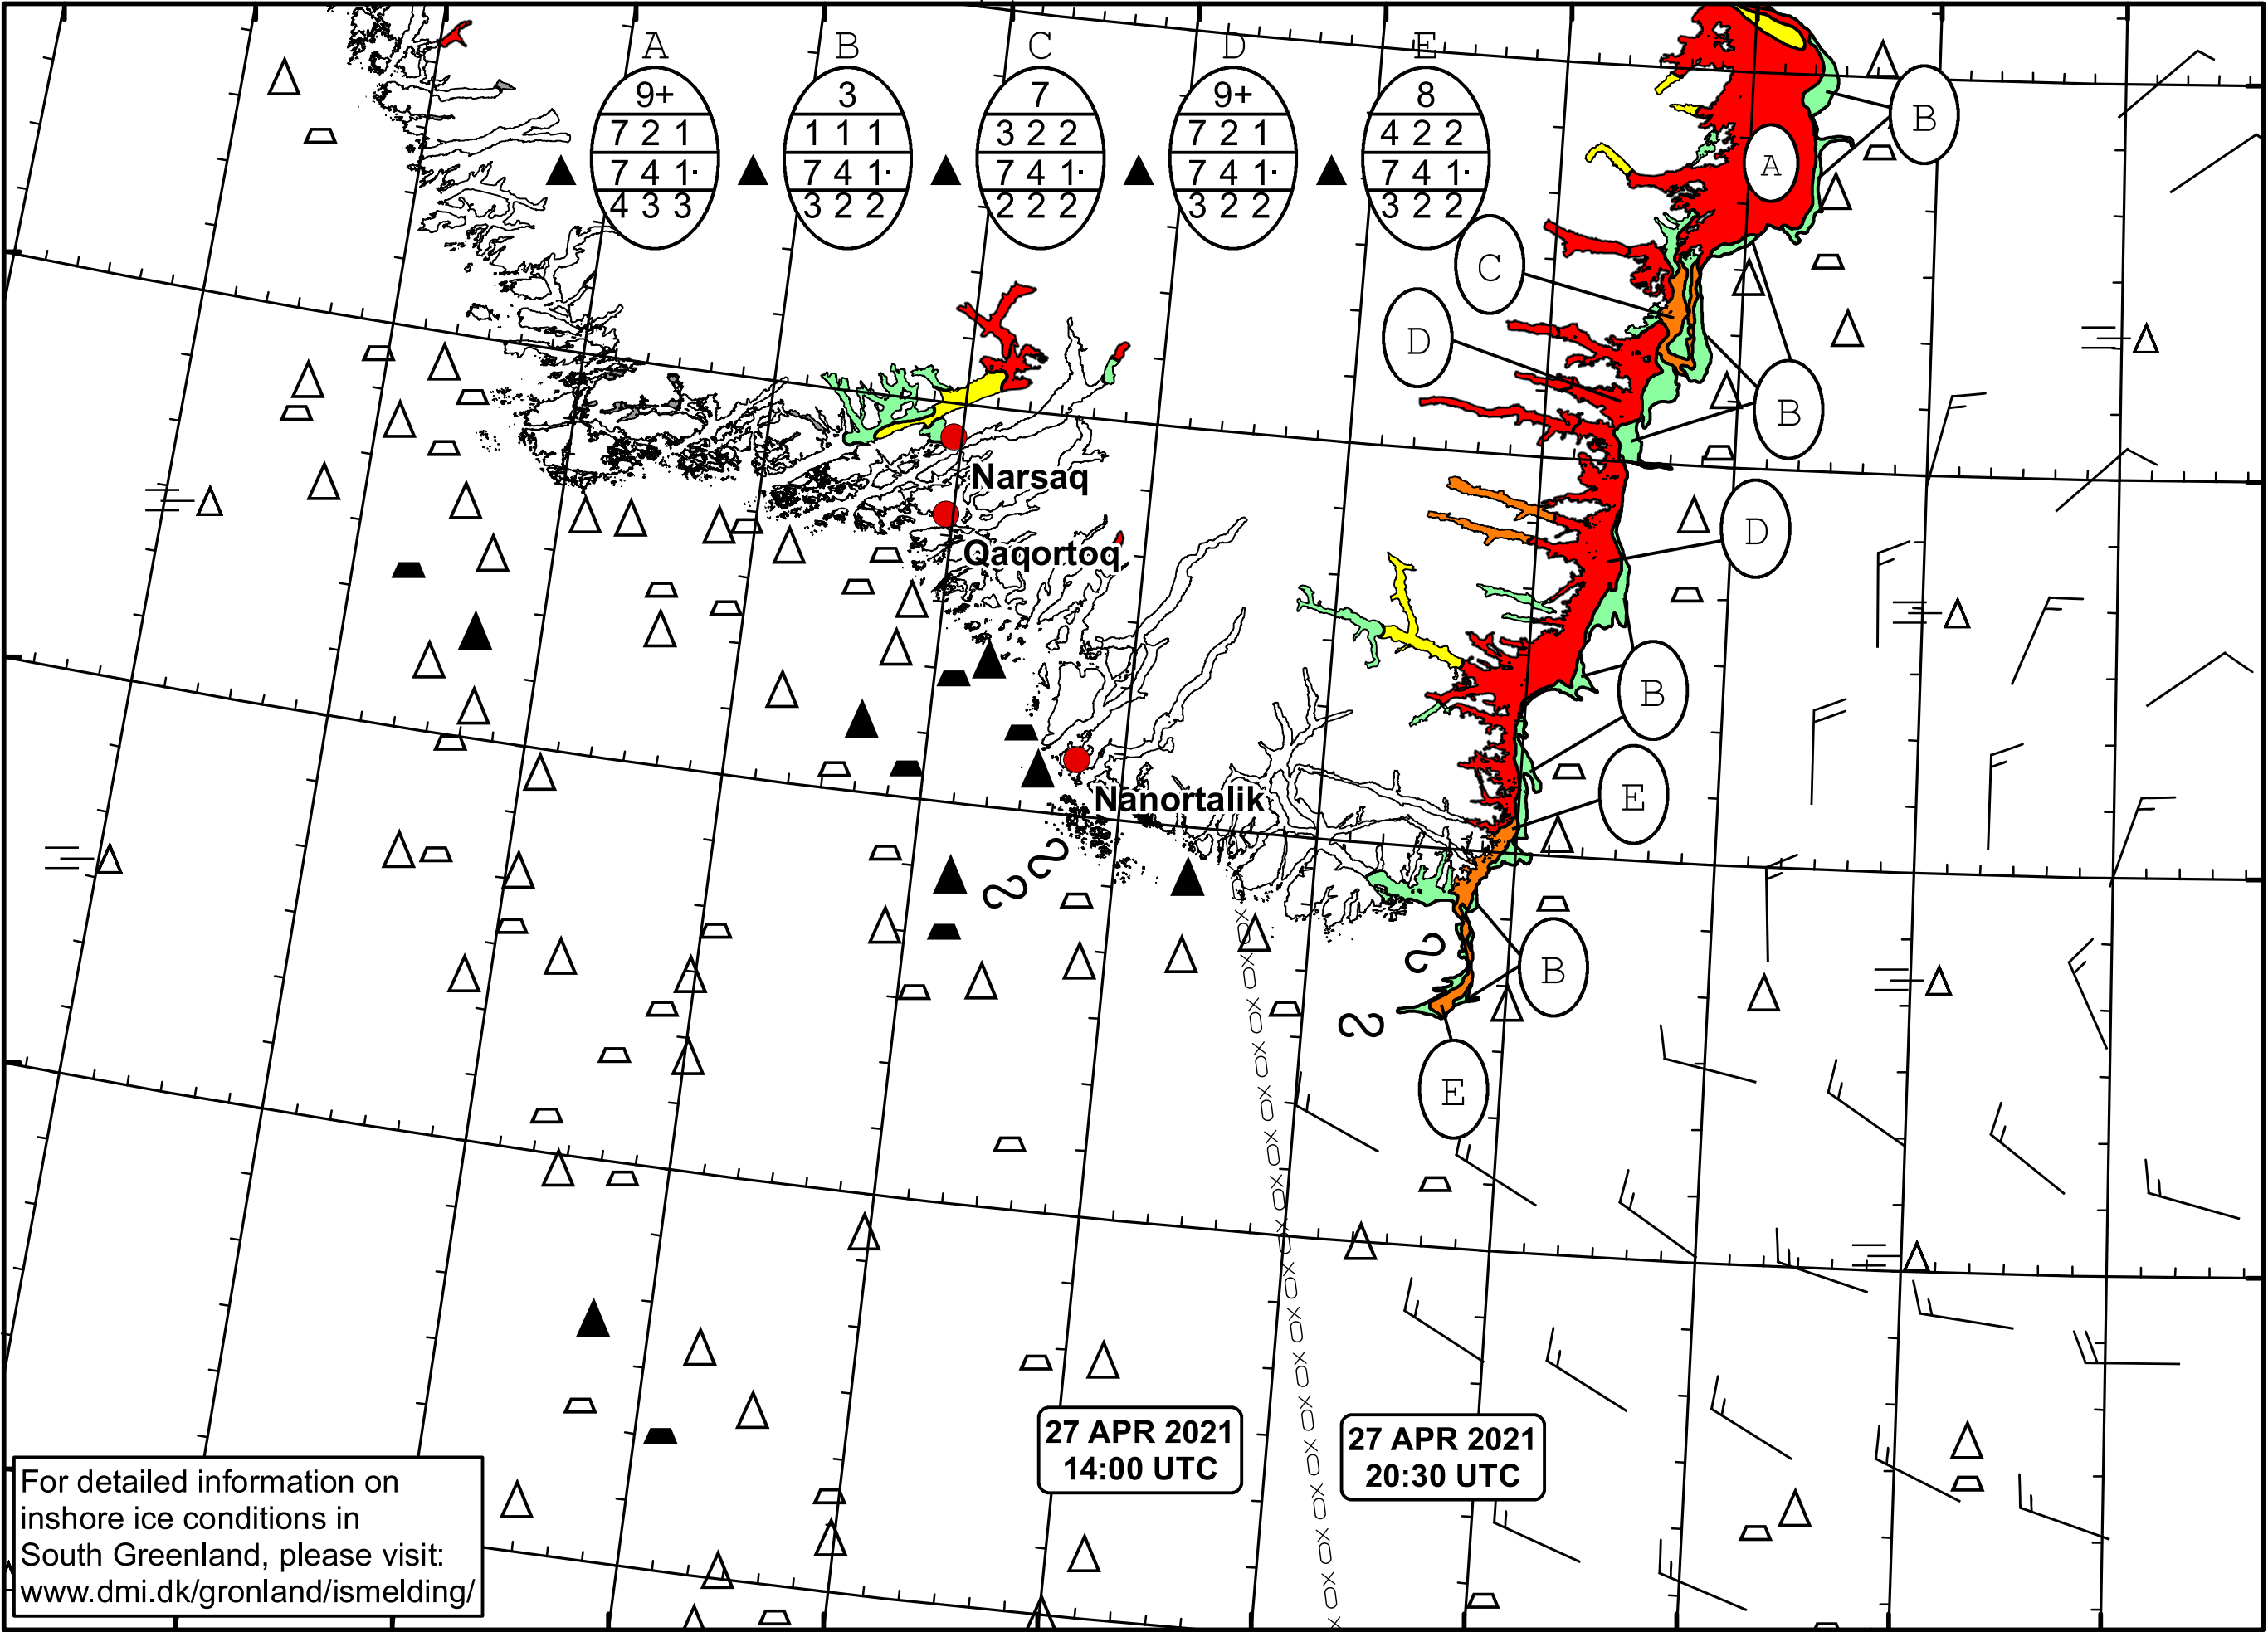 A B C D E
9+ 3 7 9+ 8
7 2 1 1 1 1 3 2 2 7 2 1 4 2 2
7 4 1· 7 4 1· 7 4 1· 7 4 1· 7 4 1·
4 3 3 3 2 2 2 2 2 3 2 2 3 2 2
B
A
C
D
B
Narsaq
D
Qaqortoq
B
E
Nanortalik
B
E
27 APR 2021
14:00 UTC
27 APR 2021
20:30 UTC
For detailed information on
inshore ice conditions in
South Greenland, please visit:
www.dmi.dk/gronland/ismelding/